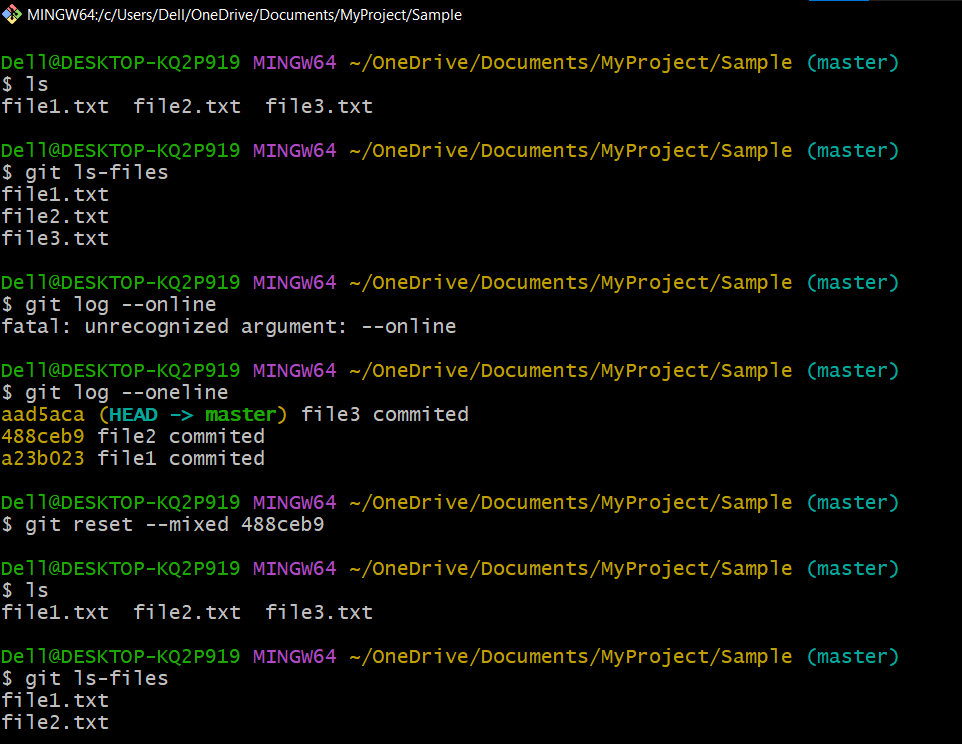 MINGW64:/c/Users/Dell/OneDrive/Documents/MyProject/Sample
Dell@DESKTOP-KQ2P919 MINGW64 ~/OneDrive/Documents/MyProject/Sample (master)
$ ls
file1.txt  file2.txt  file3.txt
Dell@DESKTOP-KQ2P919 MINGW64 ~/OneDrive/Documents/MyProject/Sample (master)
$ git ls-files
file1.txt
file2.txt
file3.txt
Dell@DESKTOP-KQ2P919 MINGW64 ~/OneDrive/Documents/MyProject/Sample (master)
$ git log --online
fatal: unrecognized argument: --online
Dell@DESKTOP-KQ2P919 MINGW64 ~/OneDrive/Documents/MyProject/Sample (master)
$ git log --oneline
aad5aca (HEAD -> master) file3 commited
488ceb9 file2 commited
a23b023 file1 commited
Dell@DESKTOP-KQ2P919 MINGW64 ~/OneDrive/Documents/MyProject/Sample (master)
$ git reset --mixed 488ceb9
Dell@DESKTOP-KQ2P919 MINGW64 ~/OneDrive/Documents/MyProject/Sample (master)
$ ls
file1.txt  file2.txt  file3.txt
Dell@DESKTOP-KQ2P919 MINGW64 ~/OneDrive/Documents/MyProject/Sample (master)
$ git ls-files
file1.txt
file2.txt